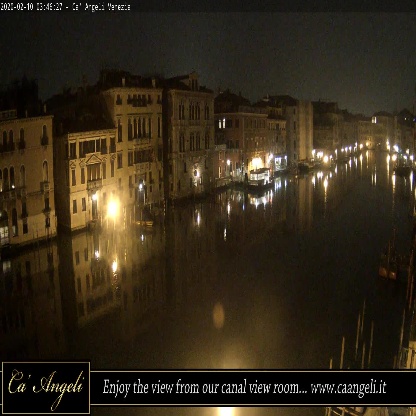 2020-02-10 03:46:27 - Ca' Angeli Venezia
Ca' Angeli
Enjoy the view from our canal view room... www.caangeli.it